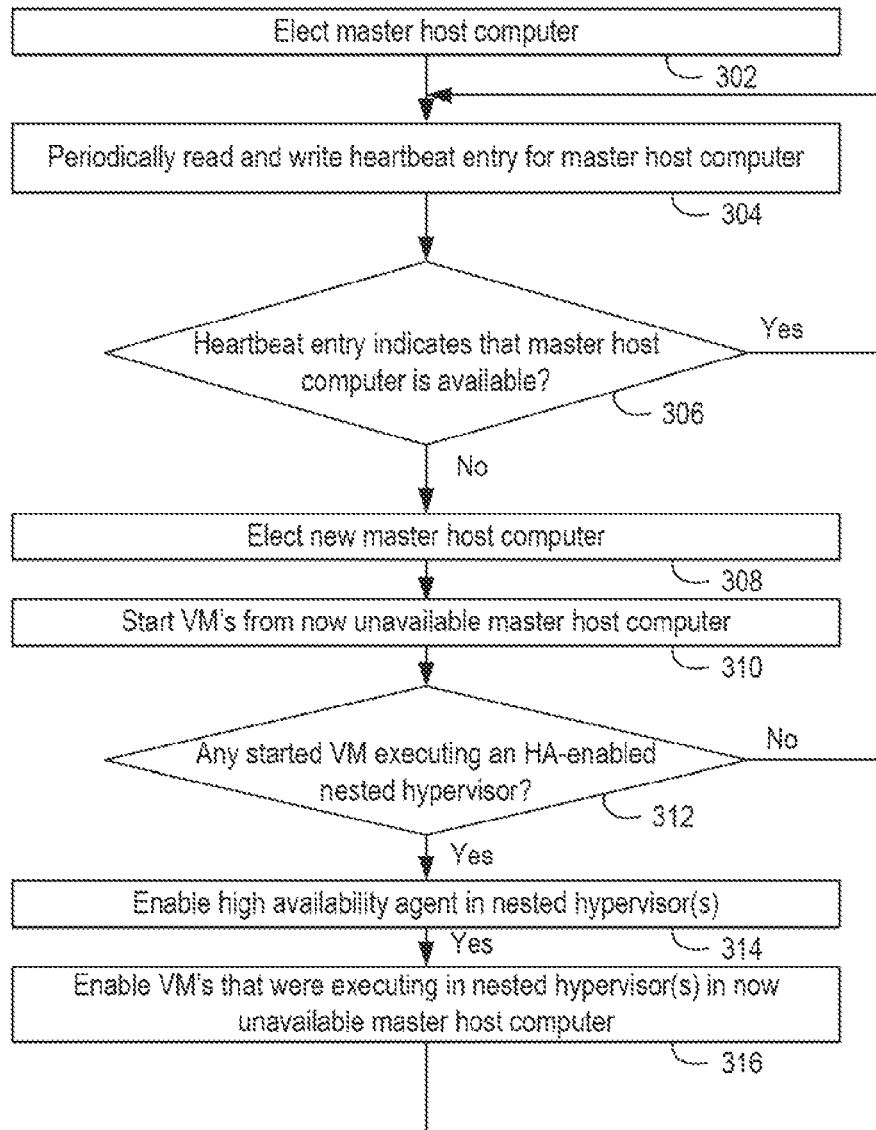 Elect master host computer
302
Periodically read and write heartbeat entry for master host computer
304
Heartbeat entry indicates that master host
computer is available?
Yes
306
No
Elect new master host computer
308
Start VM's from now unavailable master host computer
310
Any started VM executing an HA-enabled
nested hypervisor?
No
312
Yes
Enable high availability agent in nested hypervisor(s)
314
Yes
Enable VM's that were executing in nested hypervisor(s) in now
unavailable master host computer
316